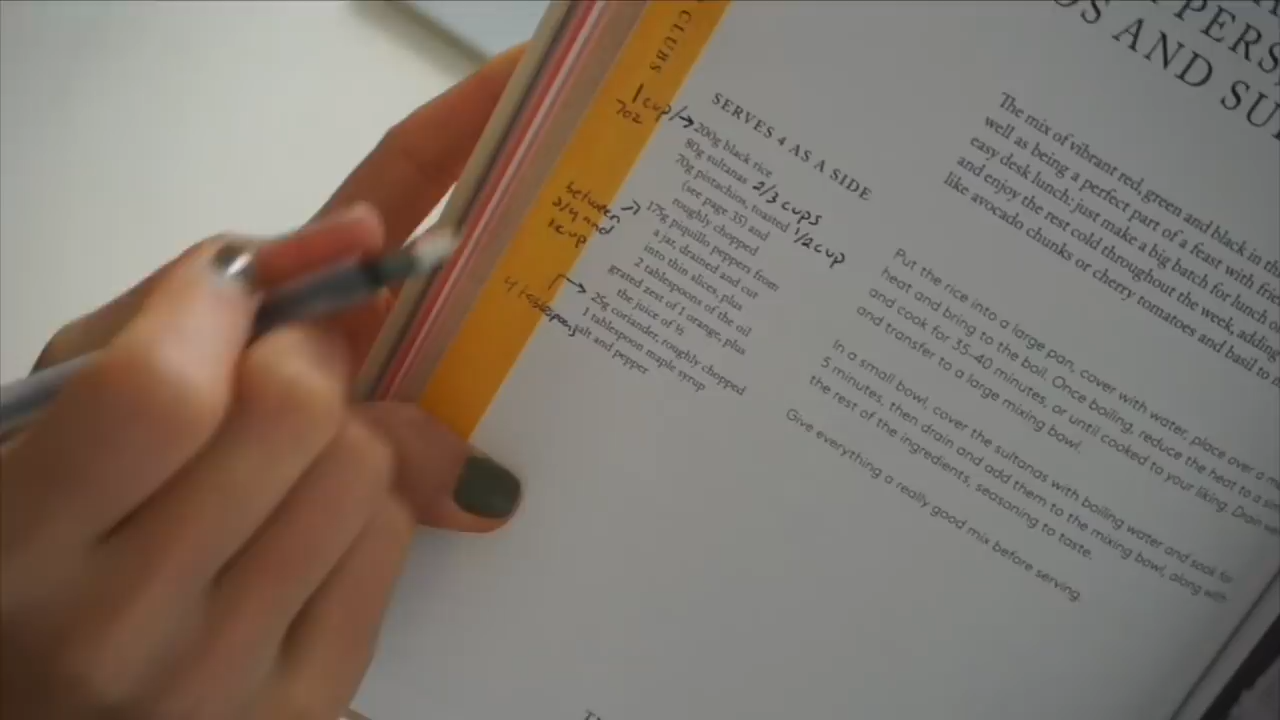 CLUBS
PPERS,
OS AND SU
SERVES 4 AS A SIDE
1 cup/→
7oz
200g black rice
80g sultanas 2/3 cups
70g pistachios, toasted 1/2 cup
(see page 35) and
roughly chopped
between
3/4 and
1 cup
175g piquillo peppers from
a jar, drained and cut
into thin slices, plus
2 tablespoons of the oil
grated zest of 1 orange, plus
the juice of ½
4 tablespoons
25g coriander, roughly chopped
1 tablespoon maple syrup
salt and pepper
The mix of vibrant red, green and black in th
well as being a perfect part of a feast with frie
easy desk lunch: just make a big batch for lunch o
and enjoy the rest cold throughout the week, adding
like avocado chunks or cherry tomatoes and basil to
Put the rice into a large pan, cover with water, place over a
heat and bring to the boil. Once boiling, reduce the heat to a sim
and cook for 35–40 minutes, or until cooked to your liking. Drain
and transfer to a large mixing bowl.
In a small bowl, cover the sultanas with boiling water and soak for
5 minutes, then drain and add them to the mixing bowl, along with
the rest of the ingredients, seasoning to taste.
Give everything a really good mix before serving.